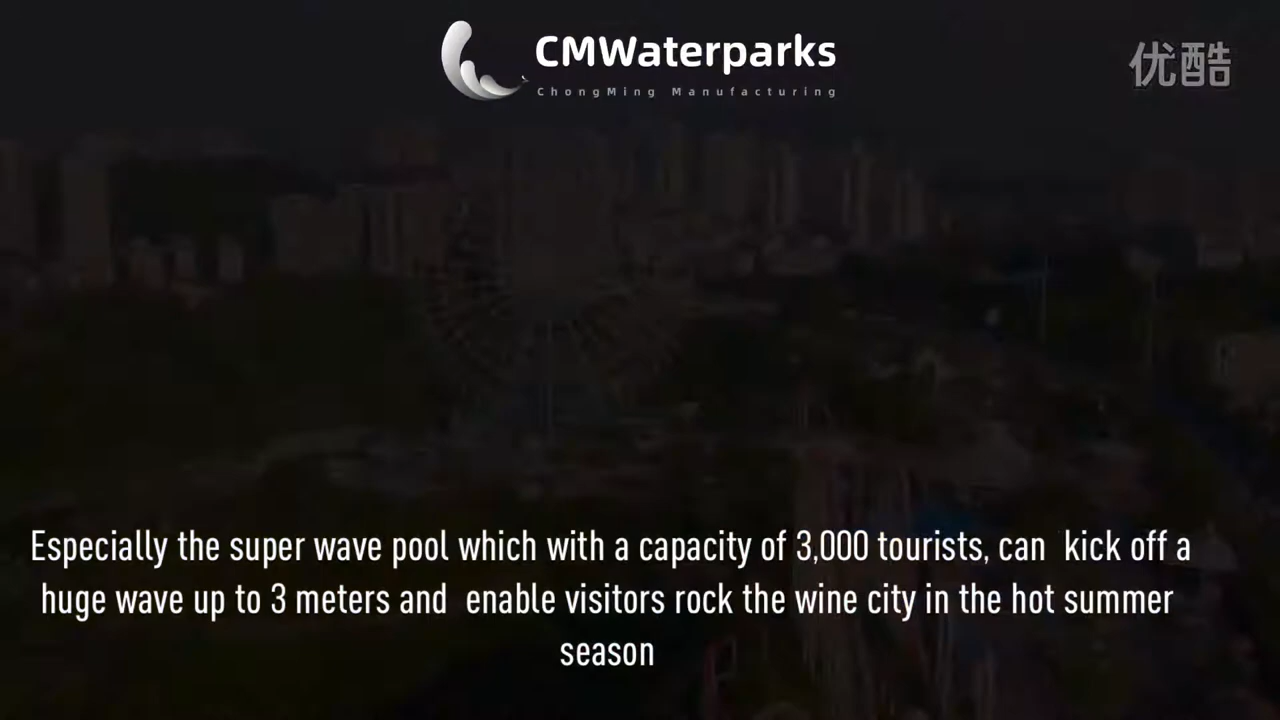 CMWaterparks
优酷
ChongMing Manufacturing
Especially the super wave pool which with a capacity of 3,000 tourists, can  kick off a
huge wave up to 3 meters and  enable visitors rock the wine city in the hot summer
season